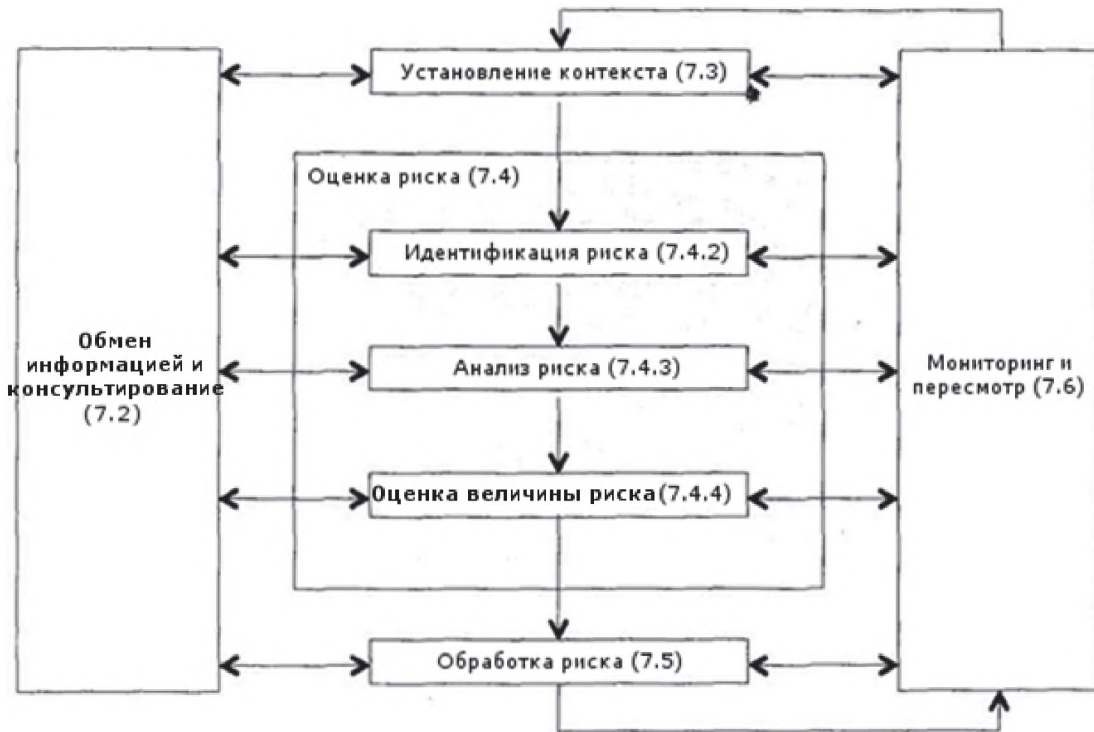 Установление контекста (7.3)
Оценка риска (7.4)
Идентификация риска (7.4.2)
Обмен
информацией и
консультирование
(7.2)
Анализ риска (7.4.3)
Мониторинг и
пересмотр (7.6)
Оценка величины риска (7.4.4)
Обработка риска (7.5)